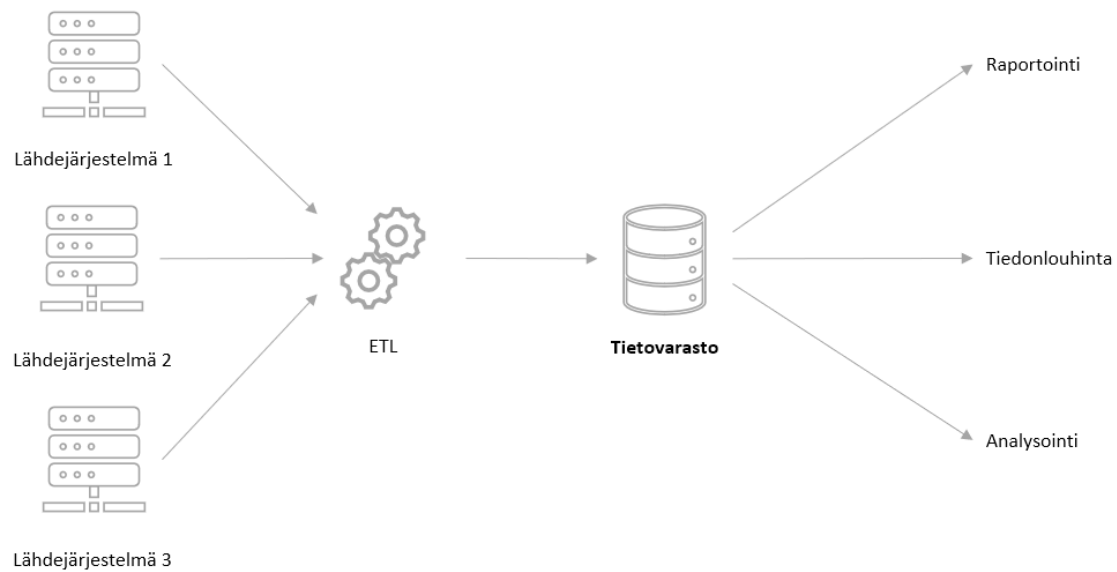 Lähdejärjestelmä 1
Lähdejärjestelmä 2
Lähdejärjestelmä 3
ETL
Tietovarasto
Raportointi
Tiedonlouhinta
Analysointi